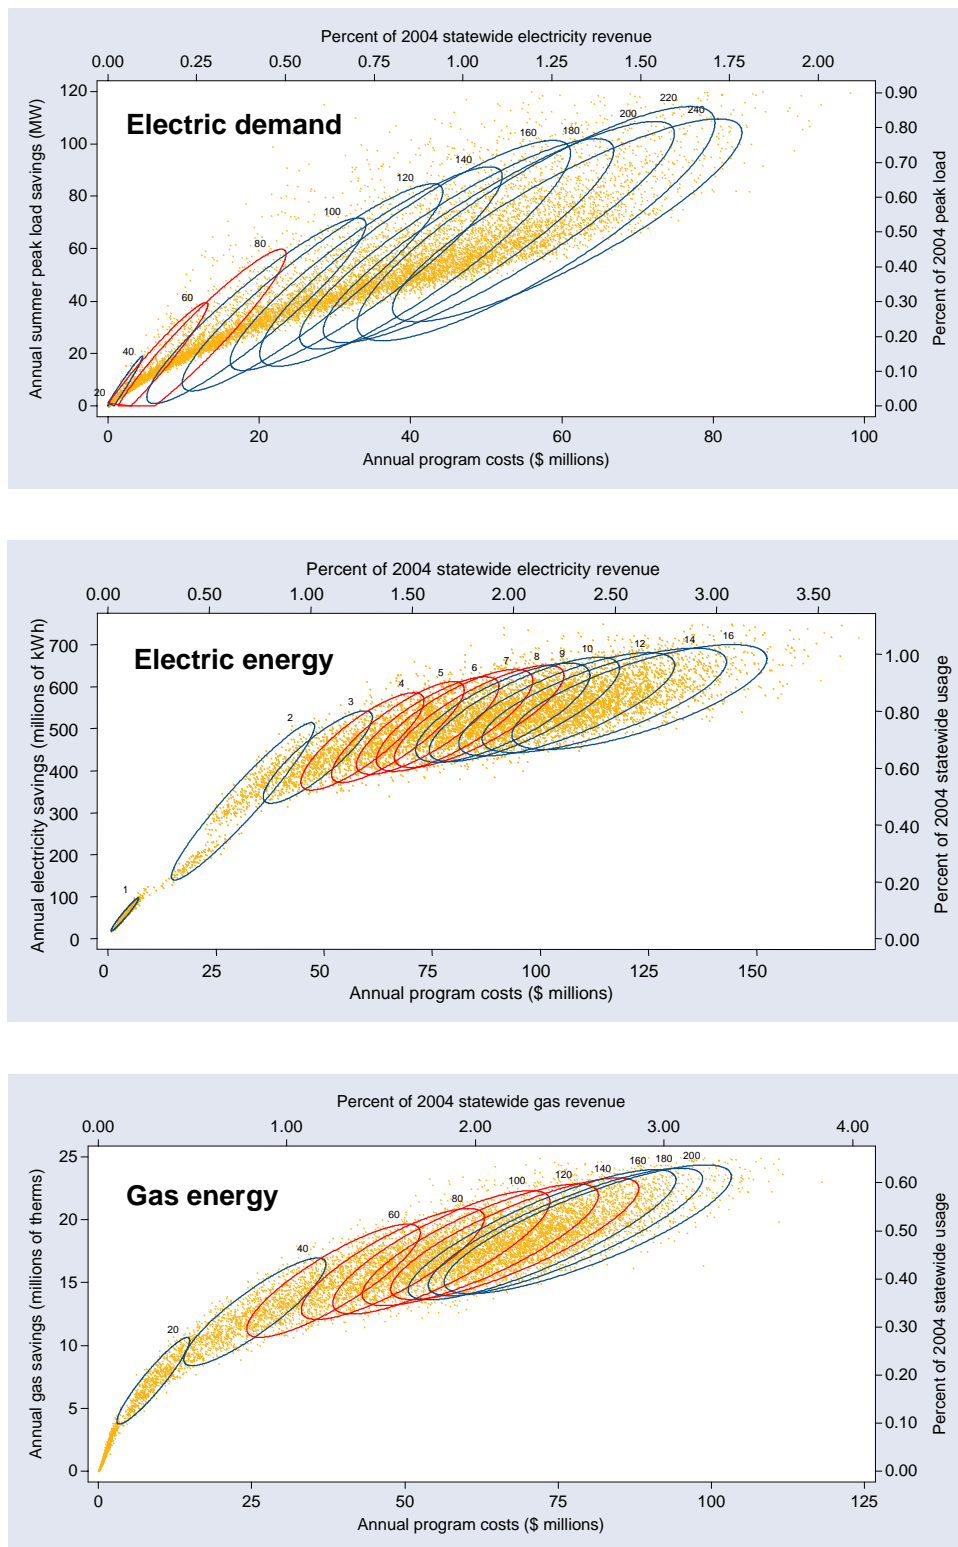 Percent of 2004 statewide electricity revenue
0.00 0.25 0.50 0.75 1.00 1.25 1.50 1.75 2.00
Electric demand
Annual summer peak load savings (MW)
120
100
80
60
40
20
0
20 40 60 80 100 120 140 160 180 200 220 240
0.90
0.80
0.70
0.60
0.50
0.40
0.30
0.20
0.10
0.00
Percent of 2004 peak load
0 20 40 60 80 100
Annual program costs ($ millions)
Percent of 2004 statewide electricity revenue
0.00 0.50 1.00 1.50 2.00 2.50 3.00 3.50
Electric energy
Annual electricity savings (millions of kWh)
700
600
500
400
300
200
100
0
1 2 3 4 5 6 7 8 9 10 12 14 16
1.00
0.80
0.60
0.40
0.20
0.00
Percent of 2004 statewide usage
0 25 50 75 100 125 150
Annual program costs ($ millions)
Percent of 2004 statewide gas revenue
0.00 1.00 2.00 3.00 4.00
Gas energy
Annual gas savings (millions of therms)
25
20
15
10
5
0
20 40 60 80 100 120 140 160 180 200
0.60
0.50
0.40
0.30
0.20
0.10
0.00
Percent of 2004 statewide usage
0 25 50 75 100 125
Annual program costs ($ millions)